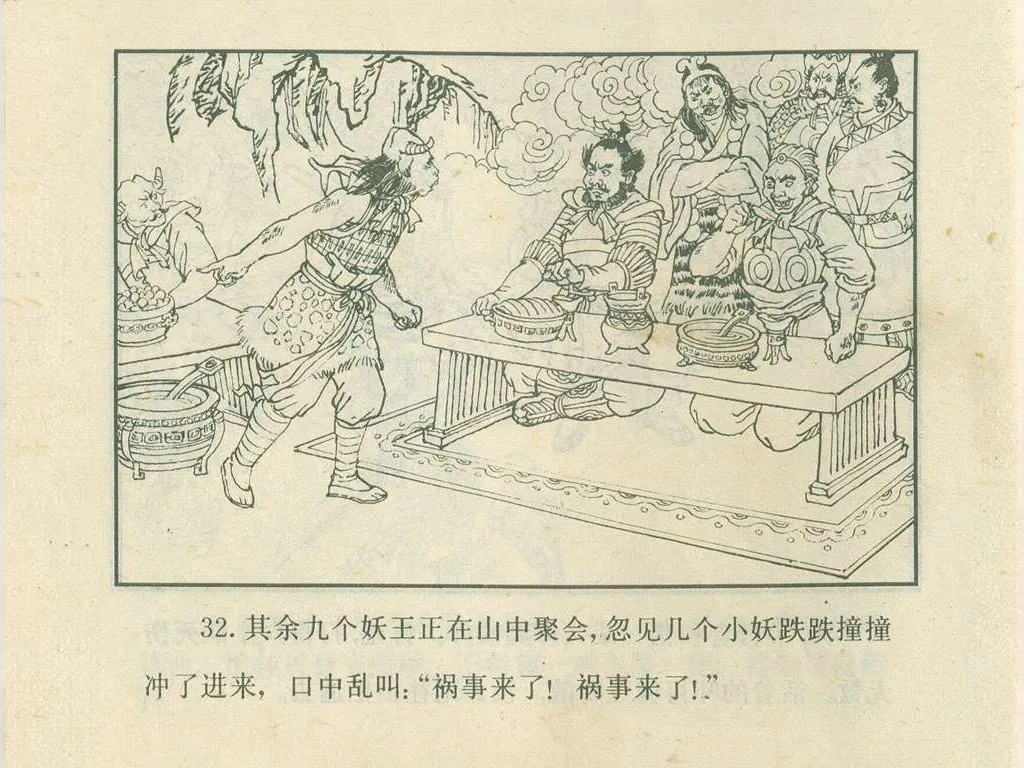 32. 其余九个妖王正在山中聚会,忽见几个小妖跌跌撞撞
冲了进来，口中乱叫:“祸事来了! 祸事来了!”